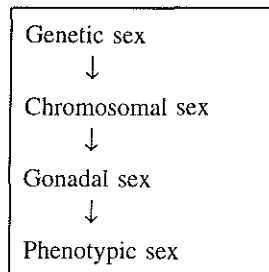 Genetic sex
↓
Chromosomal sex
↓
Gonadal sex
↓
Phenotypic sex